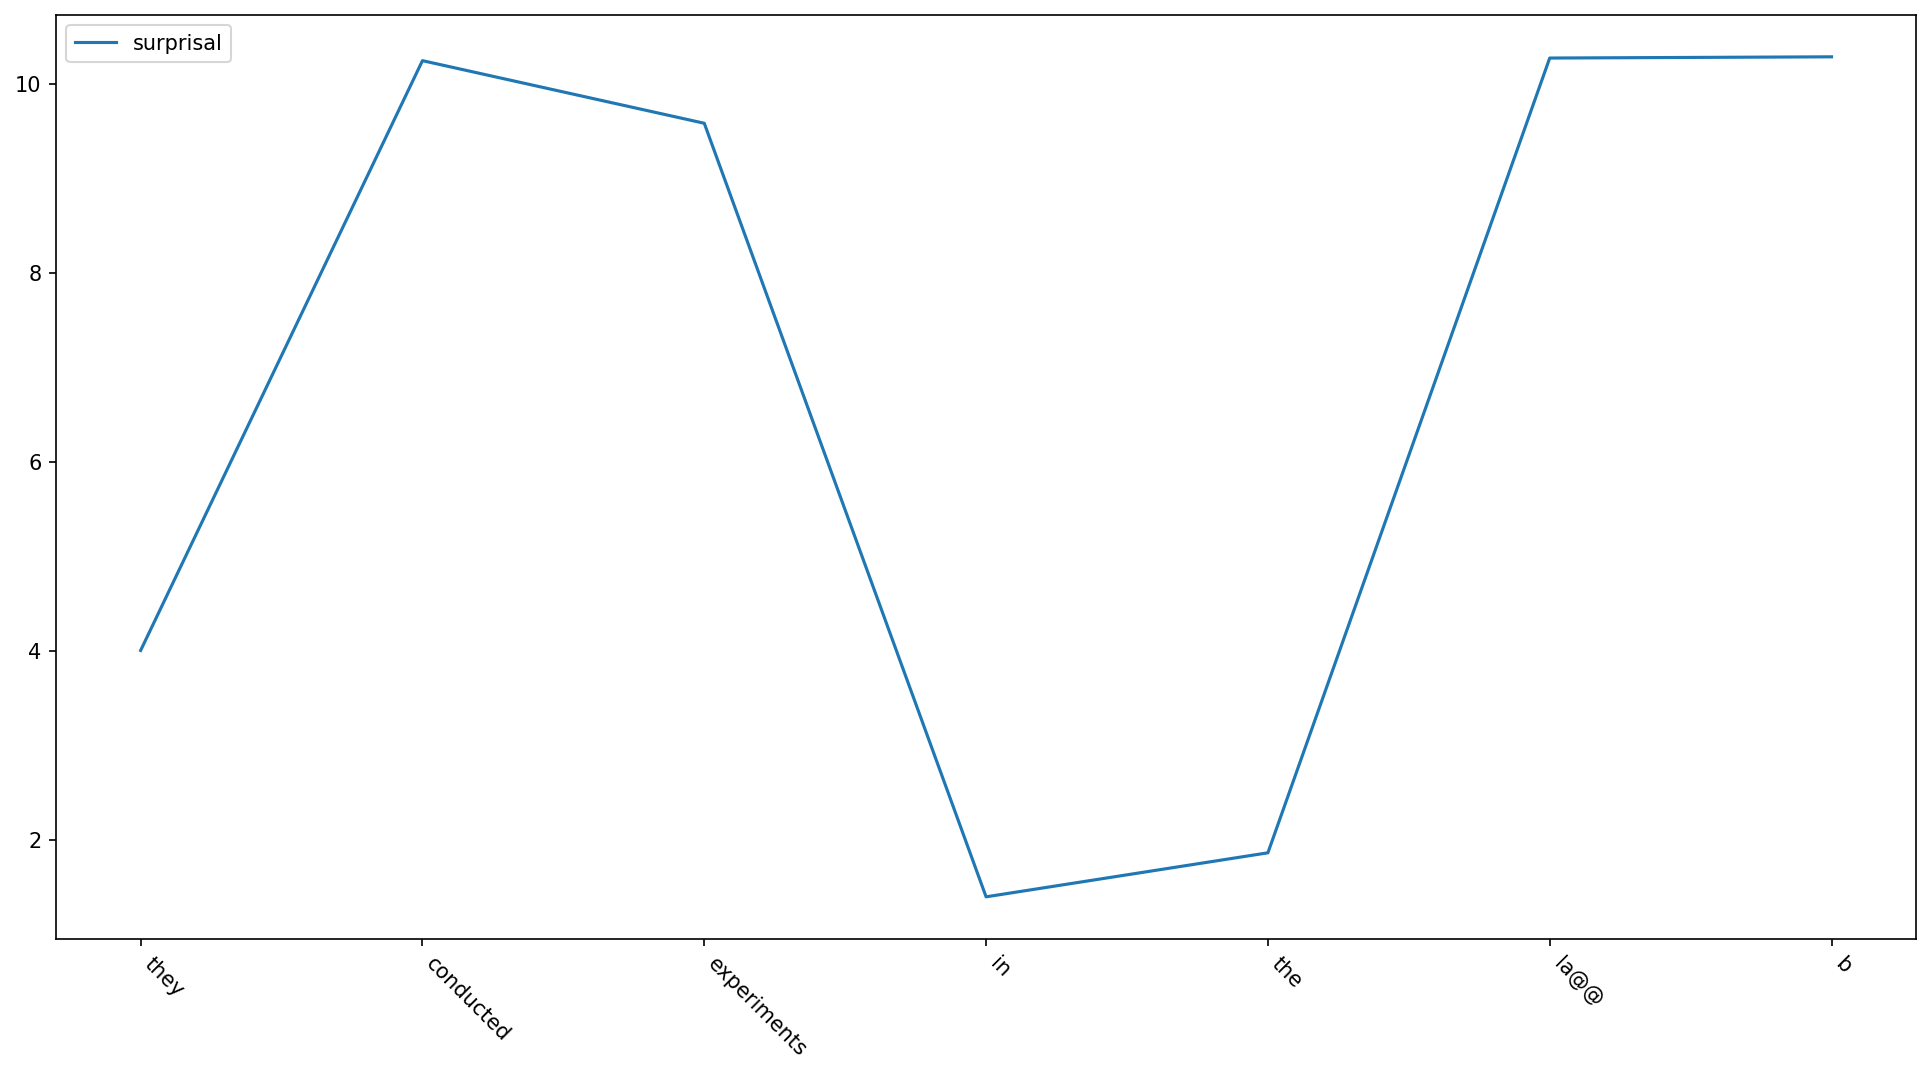 surprisal
10
8
6
4
2
they
conducted
experiments
in
the
la@@
b